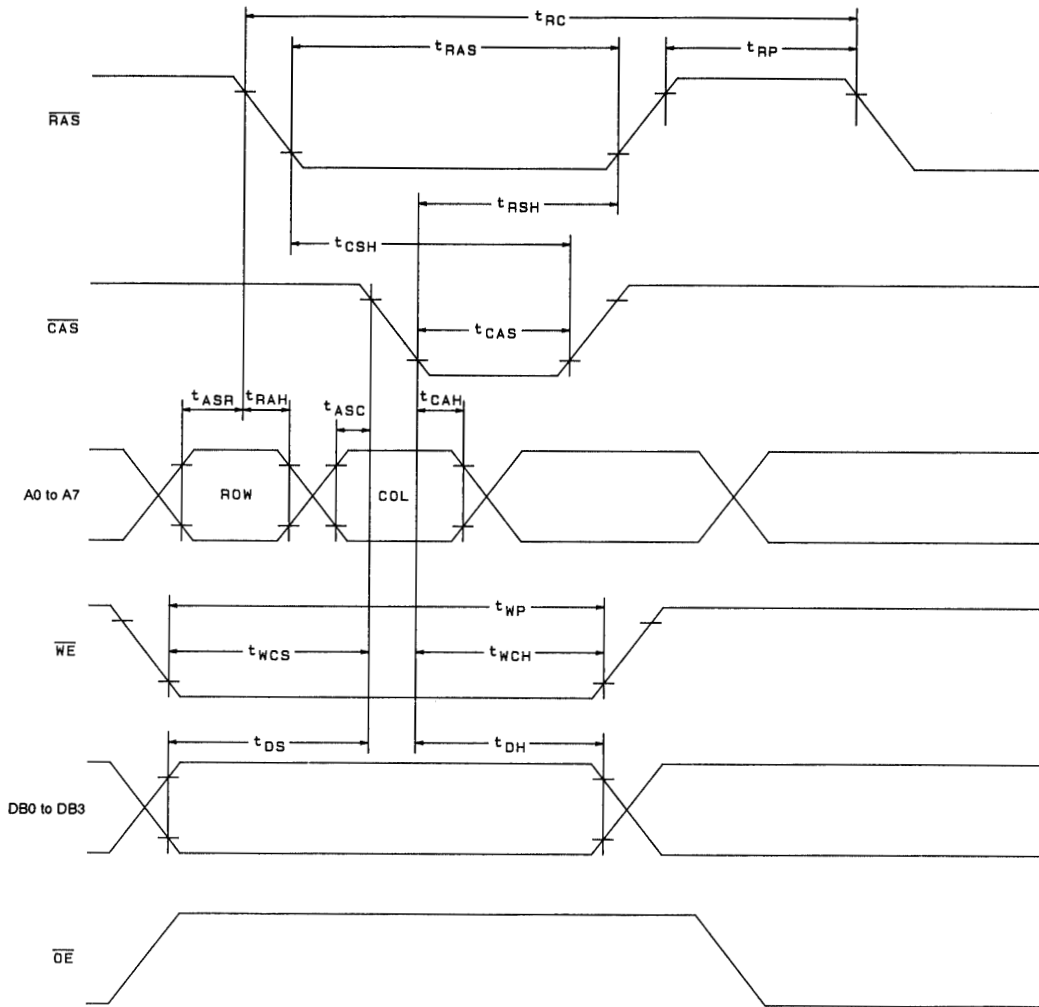 tRC
tRAS
tRP
RAS
tRSH
tCSH
CAS
tCAS
tASR
tRAH
tASC
tCAH
A0 to A7
ROW
COL
tWP
WE
tWCS
tWCH
tDS
tDH
DB0 to DB3
OE